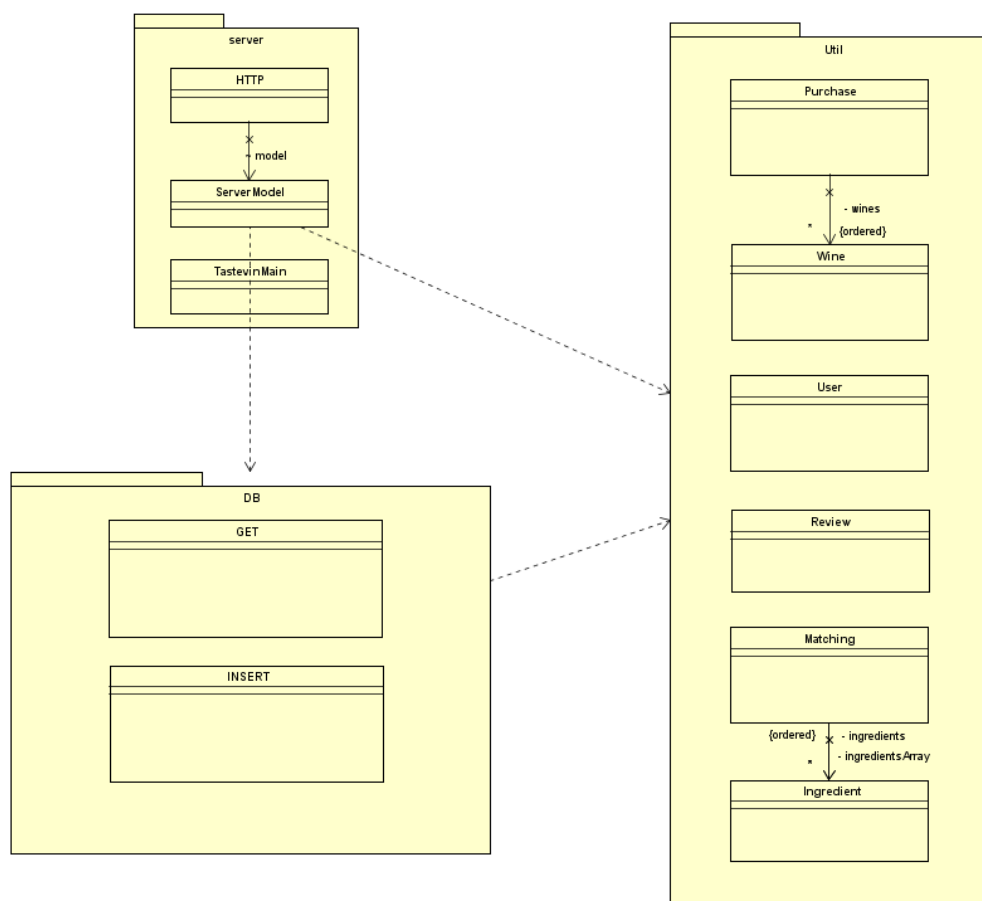 server
HTTP
~ model
ServerModel
TastevinMain
DB
GET
INSERT
Util
Purchase
- wines
*
{ordered}
Wine
User
Review
Matching
{ordered}
- ingredients
- ingredientsArray
*
Ingredient